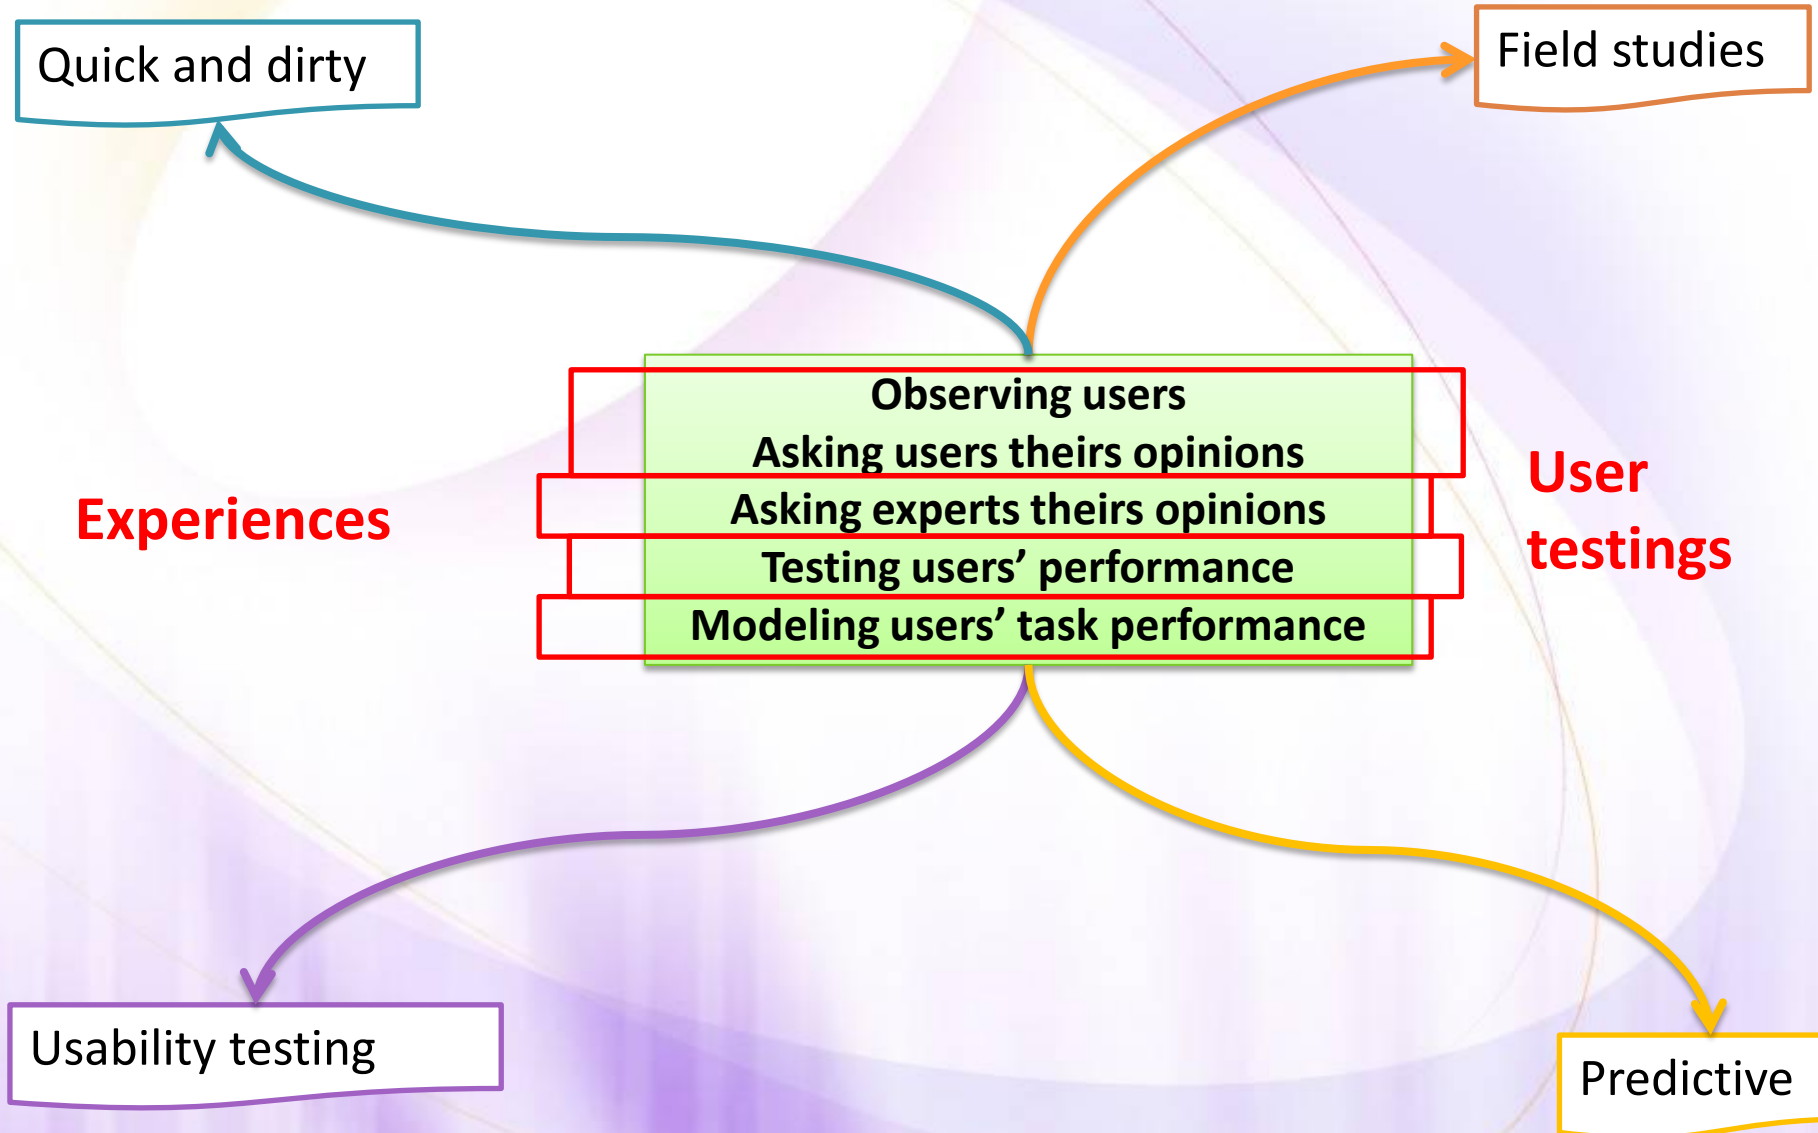 Quick and dirty
Field studies
Observing users
Asking users theirs opinions
Asking experts theirs opinions
Testing users’ performance
Modeling users’ task performance
Experiences
User
testings
Usability testing
Predictive